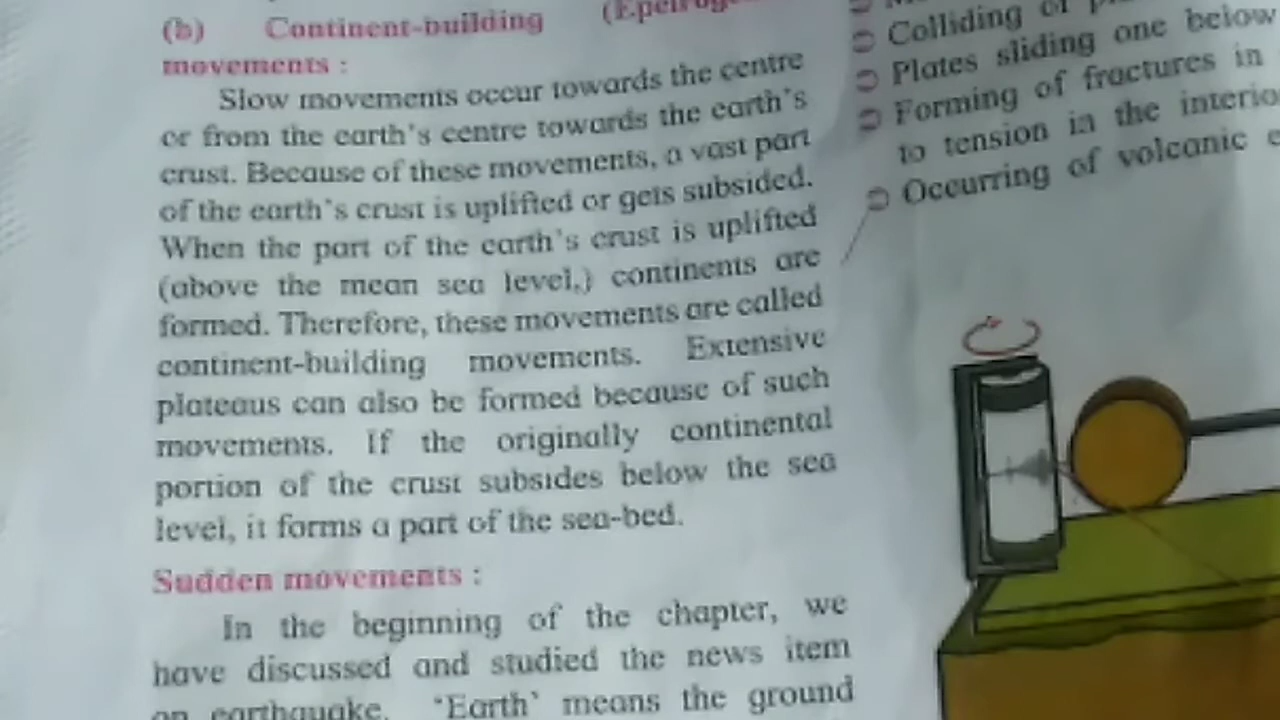 (b) Continent-building
movements :
Slow movements occur towards the centre
or from the earth's centre towards the earth's
crust. Because of these movements, a vast part
of the earth's crust is uplifted or gets subsided.
When the part of the earth's crust is uplifted
(above the mean sea level,) continents are
formed. Therefore, these movements are called
continent-building movements. Extensive
plateaus can also be formed because of such
movements. If the originally continental
portion of the crust subsides below the sea
level, it forms a part of the sea-bed.
Sudden movements :
In the beginning of the chapter, we
have discussed and studied the news item
on earthquake. 'Earth' means the ground
Colliding of
Plates sliding one below
Forming of fractures in
to tension in the
Occurring of volcanic